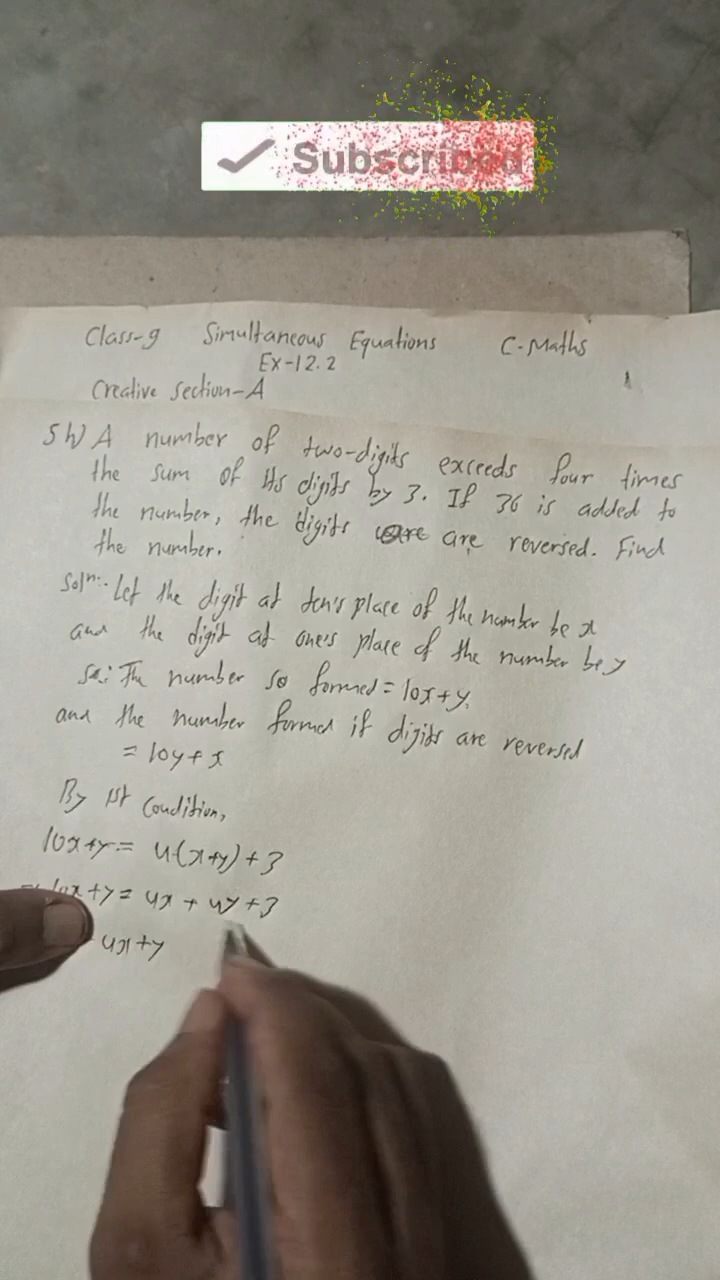 Subscribed
Class-9 Simultaneous Equations C-Maths
Ex-12.2
Creative section-A
5 h) A number of two-digits exceeds four times
the sum of its digits by 3. If 36 is added to
the number, the digits are reversed. Find
the number.
Solⁿ:- Let the digit at ten's place of the number be x
and the digit at one's place of the number be y
The number so formed = 10x+y.
and the number formed if digits are reversed
= 10y+x
By 1st Condition,
10x+y = 4(x+y)+3
10x+y = 4x + 4y +3
4x+y